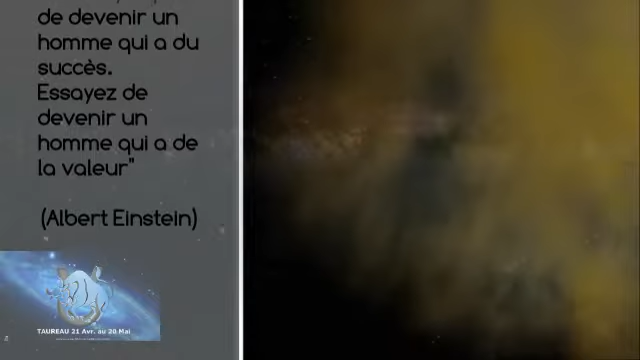 de devenir un
homme qui a du
succès.
Essayez de
devenir un
homme qui a de
la valeur"
(Albert Einstein)
TAUREAU 21 Avr. au 20 Mai